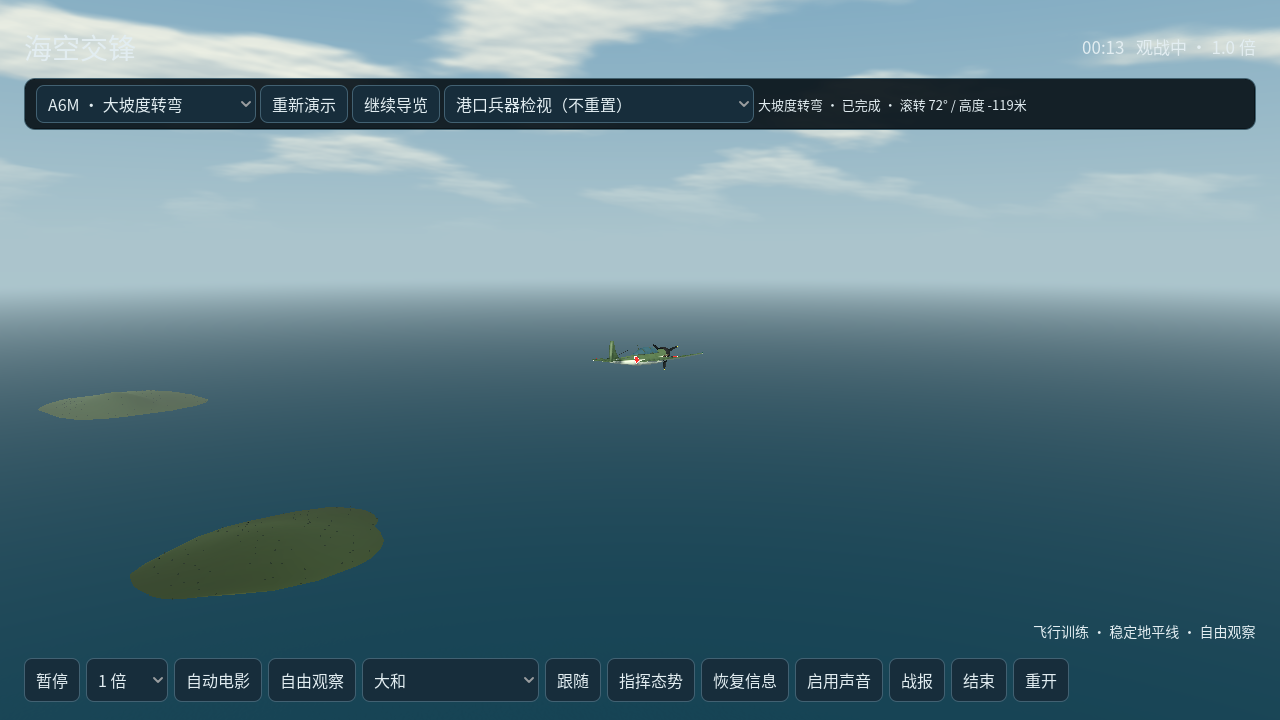 海空交锋
00:13 观战中 · 1.0 倍
A6M · 大坡度转弯
重新演示
继续导览
港口兵器检视（不重置）
大坡度转弯 · 已完成 · 滚转 72° / 高度 -119米
飞行训练 · 稳定地平线 · 自由观察
暂停
1 倍
自动电影
自由观察
大和
跟随
指挥态势
恢复信息
启用声音
战报
结束
重开